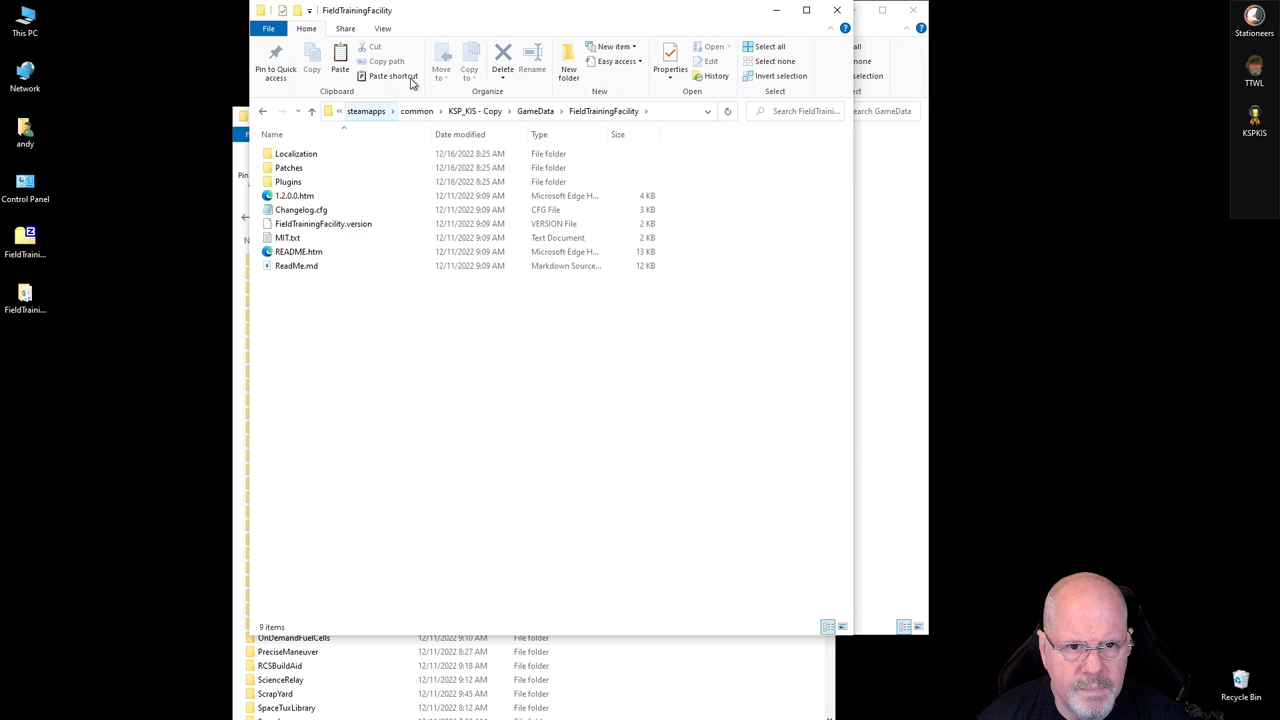 This PC
Network
andy
Control Panel
FieldTraini...
FieldTraini...
FieldTrainingFacility
File
Home
Share
View
Pin to Quick access
Copy
Paste
Cut
Copy path
Paste shortcut
Clipboard
Move to
Copy to
Delete
Rename
Organize
New folder
New item
Easy access
New
Properties
Open
Edit
History
Open
Select all
Select none
Invert selection
Select
« steamapps > common > KSP_KIS - Copy > GameData > FieldTrainingFacility >
Search FieldTraini...
Name Date modified Type Size
Localization 12/16/2022 8:25 AM File folder
Patches 12/16/2022 8:25 AM File folder
Plugins 12/16/2022 8:25 AM File folder
1.2.0.0.htm 12/11/2022 9:09 AM Microsoft Edge H... 4 KB
Changelog.cfg 12/11/2022 9:09 AM CFG File 3 KB
FieldTrainingFacility.version 12/11/2022 9:09 AM VERSION File 2 KB
MIT.txt 12/11/2022 9:09 AM Text Document 2 KB
README.htm 12/11/2022 9:09 AM Microsoft Edge H... 13 KB
ReadMe.md 12/11/2022 9:09 AM Markdown Source... 12 KB
9 items
all
none
selection
ect
GameData
OnDemandFuelCells 12/11/2022 9:10 AM File folder
PreciseManeuver 12/11/2022 8:27 AM File folder
RCSBuildAid 12/11/2022 9:18 AM File folder
ScienceRelay 12/11/2022 9:12 AM File folder
ScrapYard 12/11/2022 9:45 AM File folder
SpaceTuxLibrary 12/11/2022 8:12 AM File folder
Stationeers
TTWL
KSPKIS
Recycle Bin